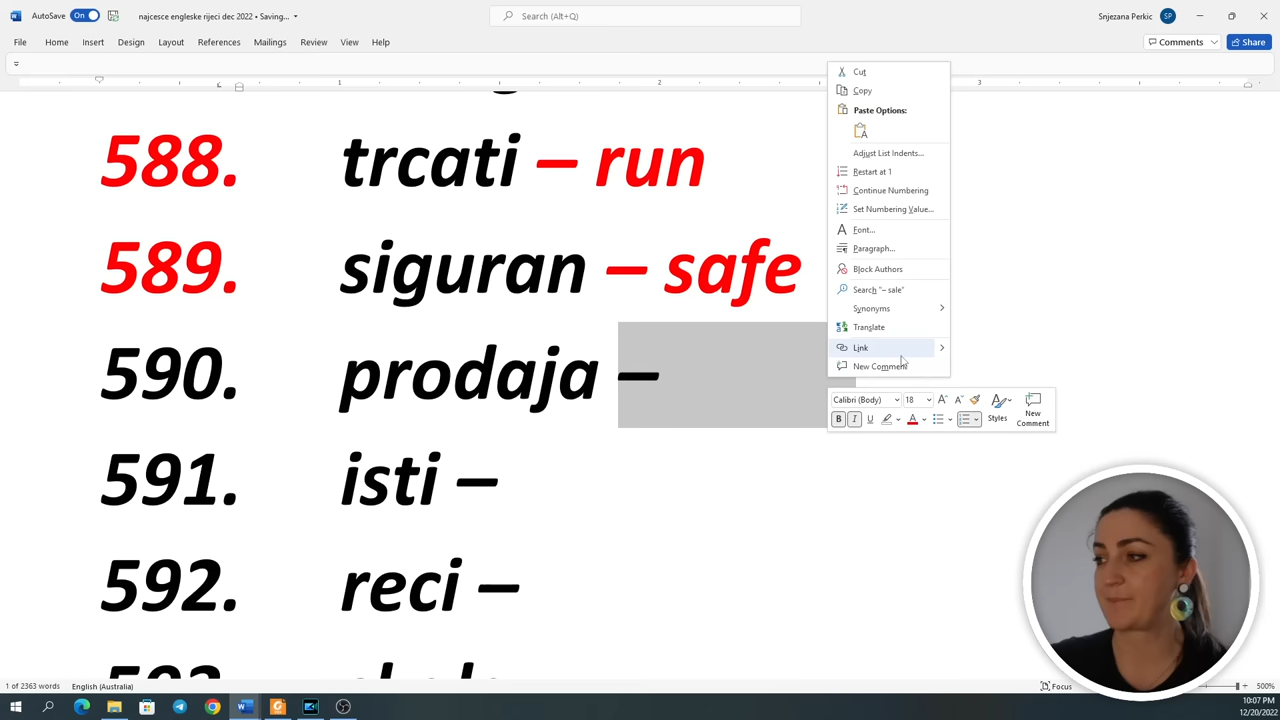 AutoSave On najcesce engleske rijeci dec 2022 • Saving... Search (Alt+Q) Snjezana Perkic SP
File Home Insert Design Layout References Mailings Review View Help Comments Share
1 2 3
588. trcati – run
589. siguran – safe
590. prodaja –
591. isti –
592. reci –
Cut
Copy
Paste Options:
Adjust List Indents...
Restart at 1
Continue Numbering
Set Numbering Value...
Font...
Paragraph...
Block Authors
Search "– sale"
Synonyms
Translate
Link
New Comment
Calibri (Body) 18 A A Styles New Comment
B I U A
1 of 2363 words English (Australia) Focus 500%
10:07 PM
12/20/2022